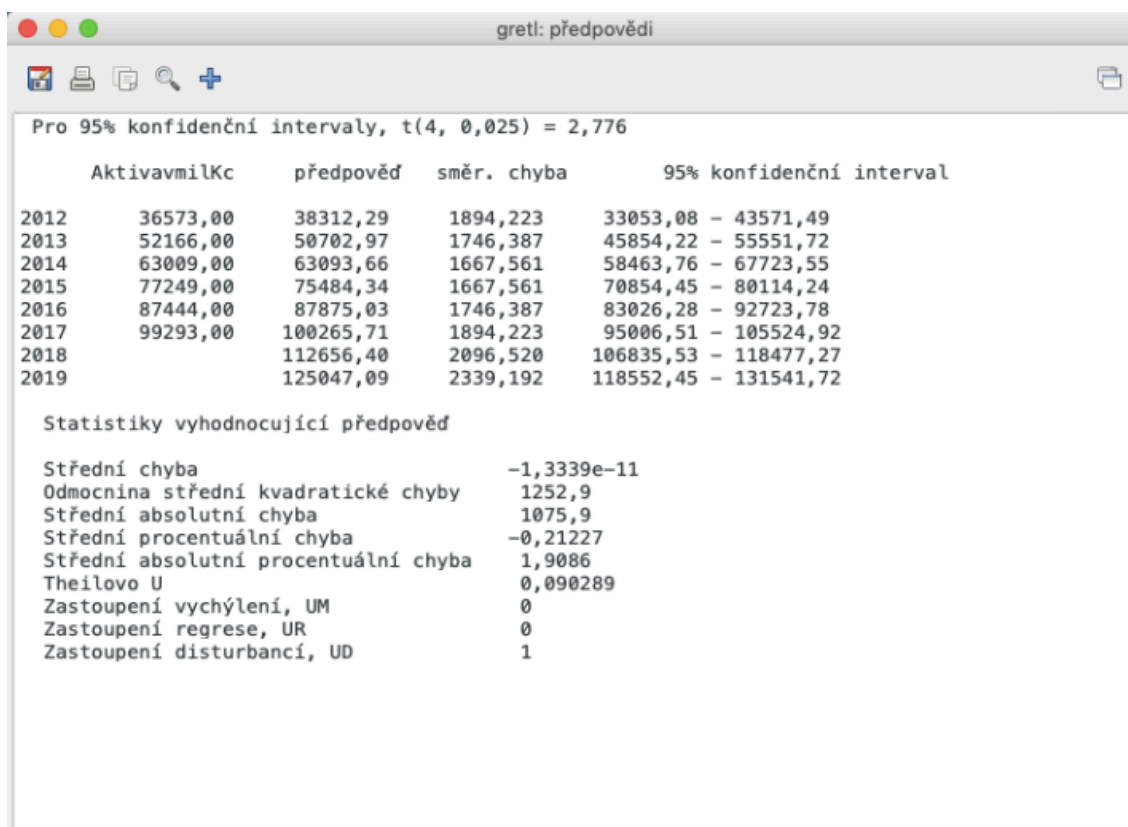 gretl: předpovědi
Pro 95% konfidenční intervaly, t(4, 0,025) = 2,776
AktivavmilKc předpověď směr. chyba 95% konfidenční interval
2012 36573,00 38312,29 1894,223 33053,08 – 43571,49
2013 52166,00 50702,97 1746,387 45854,22 – 55551,72
2014 63009,00 63093,66 1667,561 58463,76 – 67723,55
2015 77249,00 75484,34 1667,561 70854,45 – 80114,24
2016 87444,00 87875,03 1746,387 83026,28 – 92723,78
2017 99293,00 100265,71 1894,223 95006,51 – 105524,92
2018 112656,40 2096,520 106835,53 – 118477,27
2019 125047,09 2339,192 118552,45 – 131541,72
Statistiky vyhodnocující předpověď
Střední chyba -1,3339e-11
Odmocnina střední kvadratické chyby 1252,9
Střední absolutní chyba 1075,9
Střední procentuální chyba -0,21227
Střední absolutní procentuální chyba 1,9086
Theilovo U 0,090289
Zastoupení vychýlení, UM 0
Zastoupení regrese, UR 0
Zastoupení disturbancí, UD 1